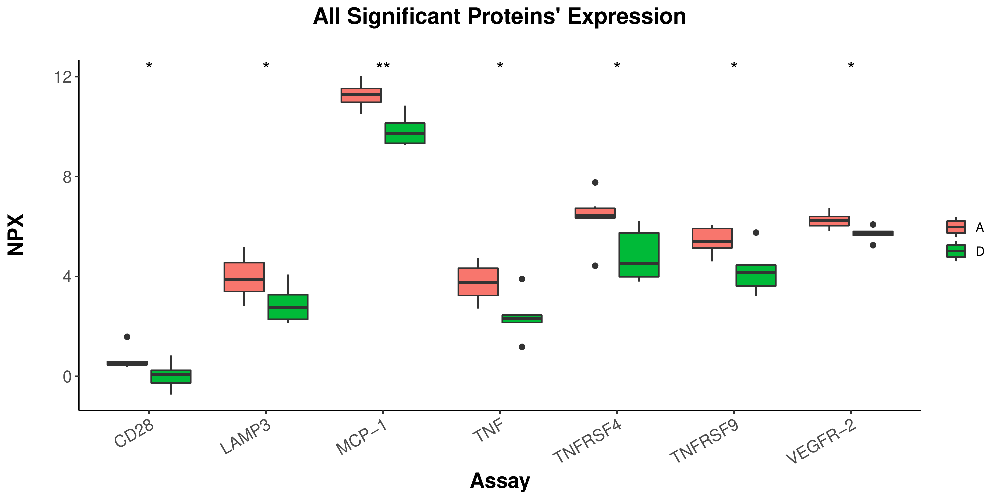 All Significant Proteins' Expression
* * ** * * * *
12
8
4
0
NPX
A
D
CD28 LAMP3 MCP−1 TNF TNFRSF4 TNFRSF9 VEGFR−2
Assay